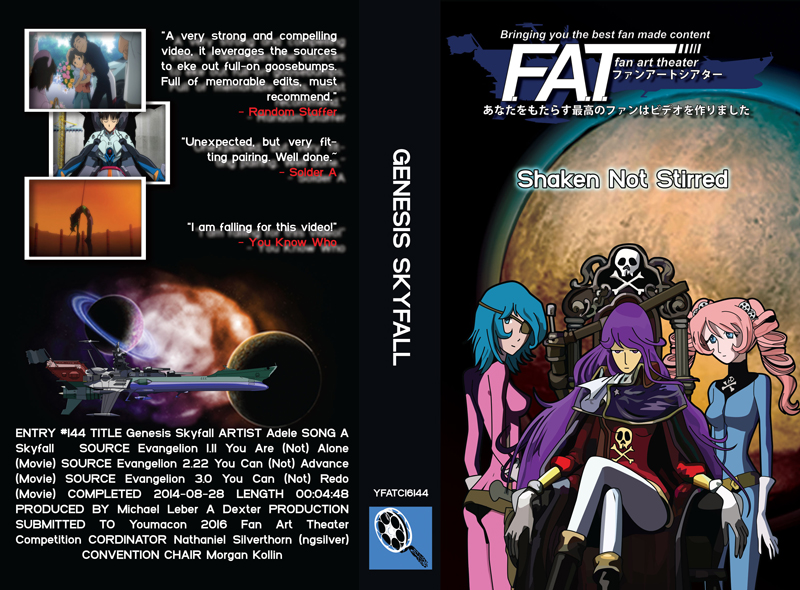 "A very strong and compelling
video, it leverages the sources
to eke out full-on goosebumps.
Full of memorable edits, must
recommend."
- Random Staffer
"Unexpected, but very fit-
ting pairing. Well done."
- Solder A
"I am falling for this video!"
- You Know Who
ENTRY #144 TITLE Genesis Skyfall ARTIST Adele SONG A
Skyfall SOURCE Evangelion 1.11 You Are (Not) Alone
(Movie) SOURCE Evangelion 2.22 You Can (Not) Advance
(Movie) SOURCE Evangelion 3.0 You Can (Not) Redo
(Movie) COMPLETED 2014-08-28 LENGTH 00:04:48
PRODUCED BY Michael Leber A Dexter PRODUCTION
SUBMITTED TO Youmacon 2016 Fan Art Theater
Competition CORDINATOR Nathaniel Silverthorn (ngsilver)
CONVENTION CHAIR Morgan Kollin
GENESIS SKYFALL
YFATC16144
Bringing you the best fan made content
F.A.T.
fan art theater
ファンアートシアター
あなたをもたらす最高のファンはビデオを作りました
Shaken Not Stirred